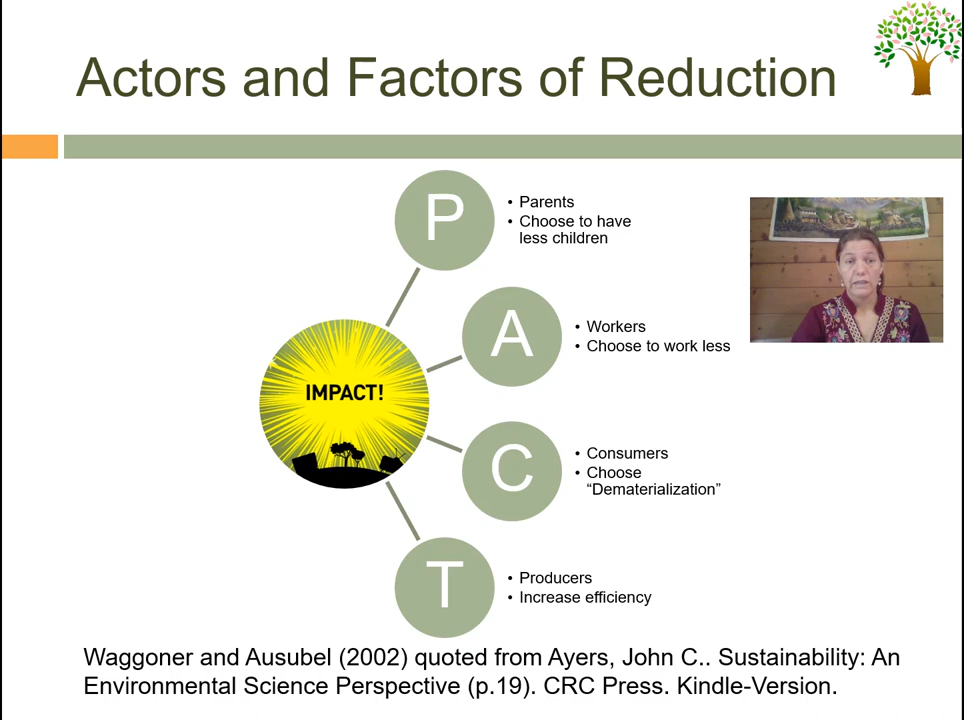 Actors and Factors of Reduction
P
• Parents
• Choose to have
less children
A
• Workers
• Choose to work less
IMPACT!
C
• Consumers
• Choose
“Dematerialization”
T
• Producers
• Increase efficiency
Waggoner and Ausubel (2002) quoted from Ayers, John C.. Sustainability: An
Environmental Science Perspective (p.19). CRC Press. Kindle-Version.